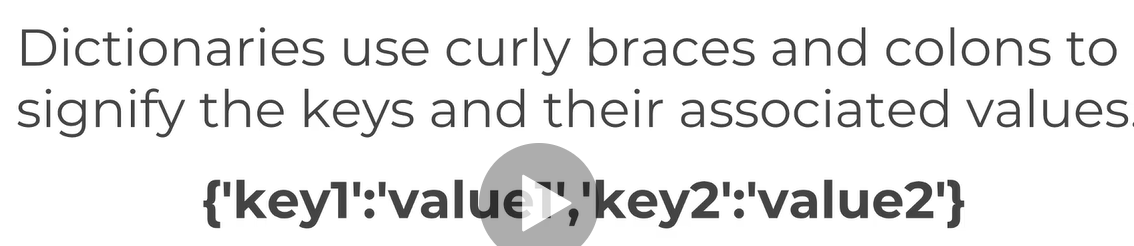 Dictionaries use curly braces and colons to
signify the keys and their associated values.
{'key1':'value1','key2':'value2'}